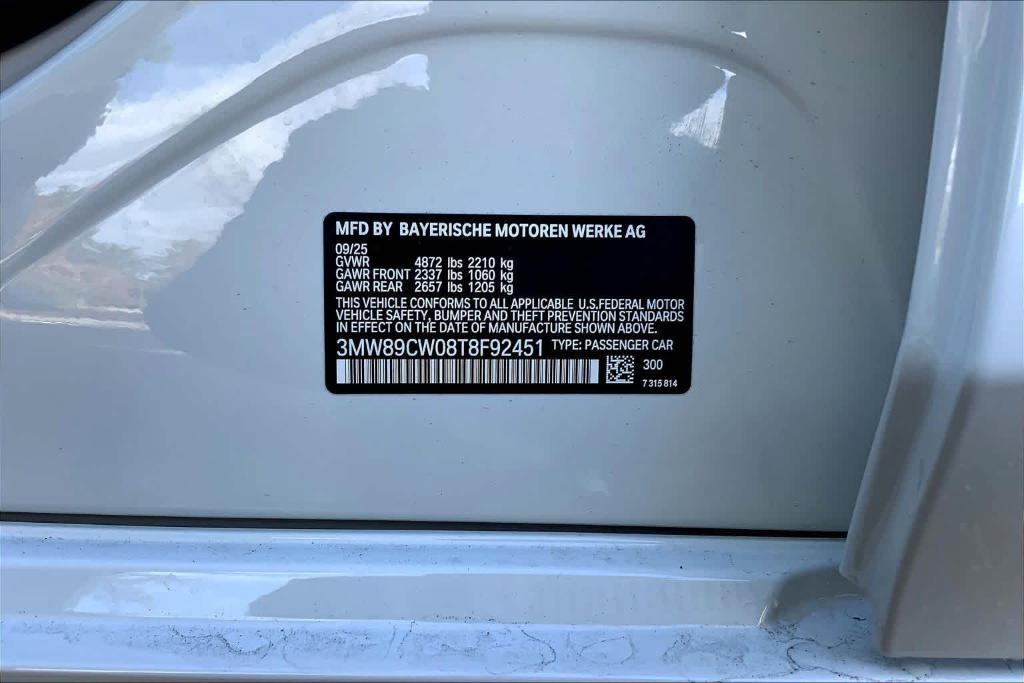 MFD BY BAYERISCHE MOTOREN WERKE AG
09/25
GVWR 4872 lbs 2210 kg
GAWR FRONT 2337 lbs 1060 kg
GAWR REAR 2657 lbs 1205 kg
THIS VEHICLE CONFORMS TO ALL APPLICABLE U.S.FEDERAL MOTOR
VEHICLE SAFETY, BUMPER AND THEFT PREVENTION STANDARDS
IN EFFECT ON THE DATE OF MANUFACTURE SHOWN ABOVE.
3MW89CW08T8F92451 TYPE: PASSENGER CAR
300
7 315 814